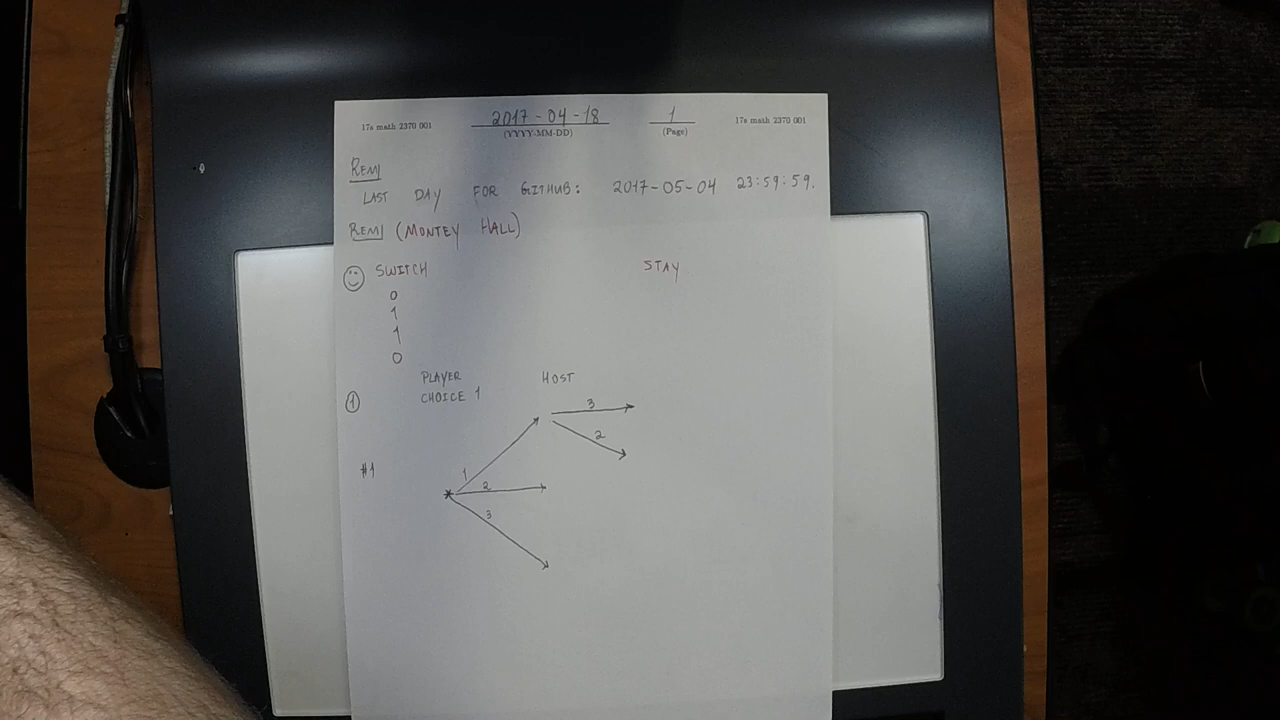 17s math 2370 001 2017-04-18 1 17s math 2370 001
(YYYY-MM-DD) (Page)
REM
LAST DAY FOR GITHUB: 2017-05-04 23:59:59.
REM (MONTEY HALL)
SWITCH STAY
0
1
1
0
PLAYER HOST
1 CHOICE 1
3
2
#1
1
2
3